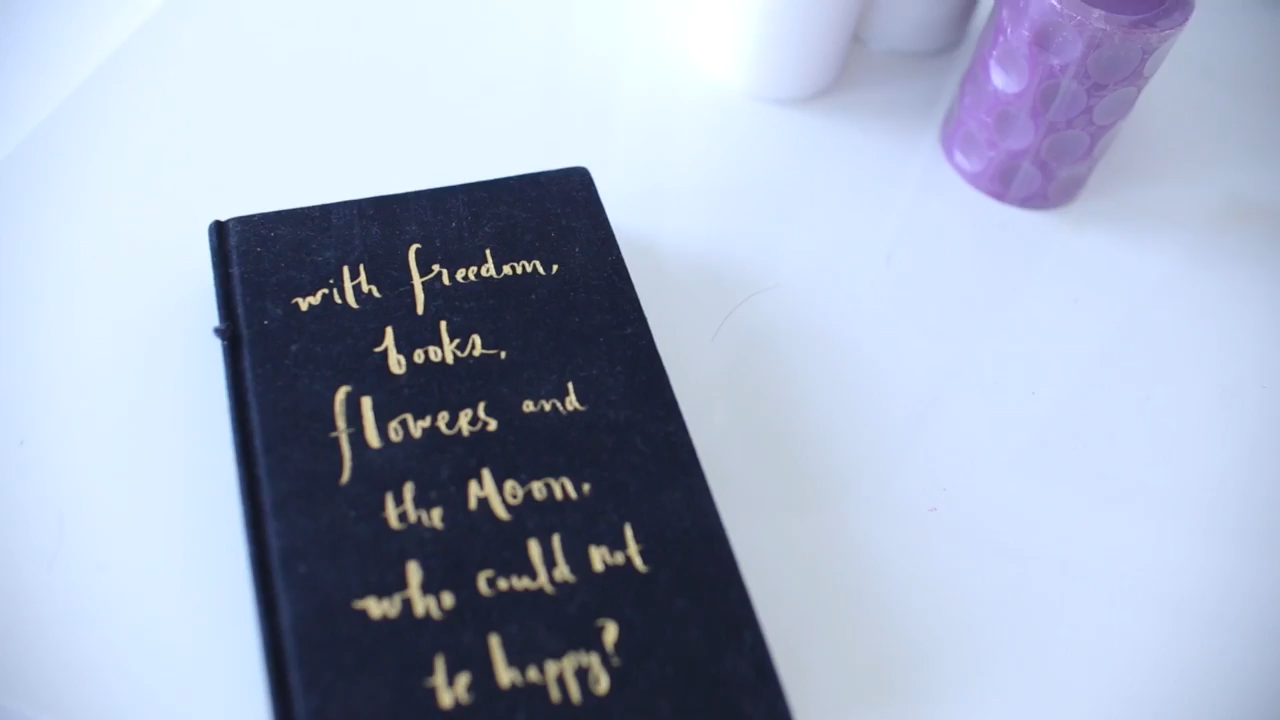 with freedom,
books,
flowers and
the Moon.
who could not
be happy?